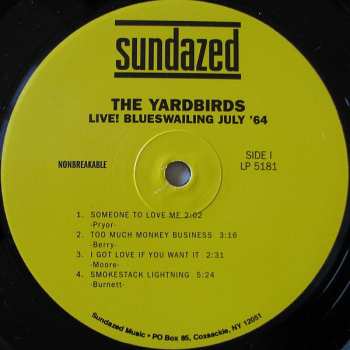 sundazed
THE YARDBIRDS
LIVE! BLUESWAILING JULY '64
NONBREAKABLE
SIDE I
LP 5181
1. SOMEONE TO LOVE ME 2:02
-Pryor-
2. TOO MUCH MONKEY BUSINESS 3:16
-Berry-
3. I GOT LOVE IF YOU WANT IT 2:31
-Moore-
4. SMOKESTACK LIGHTNING 5:24
-Burnett-
Sundazed Music • PO Box 85, Coxsackie, NY 12051